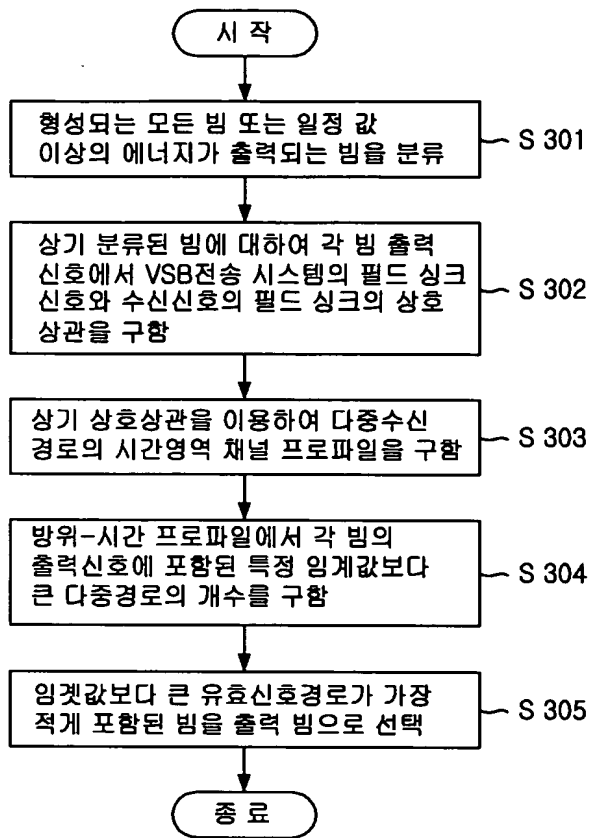 시 작
형성되는 모든 빔 또는 일정 값
이상의 에너지가 출력되는 빔을 분류
S 301
상기 분류된 빔에 대하여 각 빔 출력
신호에서 VSB전송 시스템의 필드 싱크
신호와 수신신호의 필드 싱크의 상호
상관을 구함
S 302
상기 상호상관을 이용하여 다중수신
경로의 시간영역 채널 프로파일을 구함
S 303
방위-시간 프로파일에서 각 빔의
출력신호에 포함된 특정 임계값보다
큰 다중경로의 개수를 구함
S 304
임곗값보다 큰 유효신호경로가 가장
적게 포함된 빔을 출력 빔으로 선택
S 305
종 료